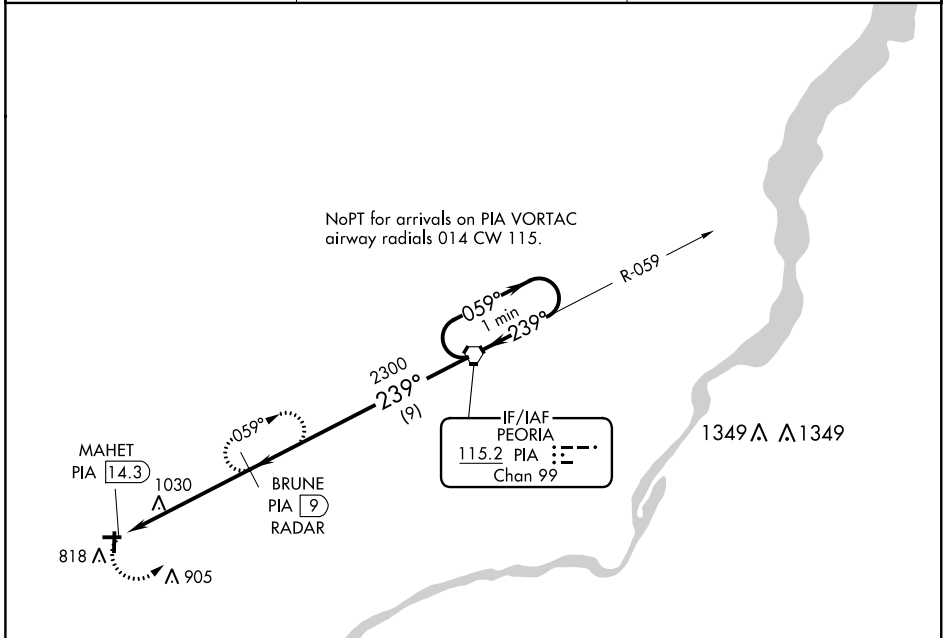 NoPT for arrivals on PIA VORTAC
airway radials 014 CW 115.
R-059
059°
1 min
239°
2300
239°
(9)
IF/IAF
PEORIA
115.2 PIA
Chan 99
1349 1349
059°
MAHET
PIA 14.3
1030
BRUNE
PIA 9
RADAR
818
905